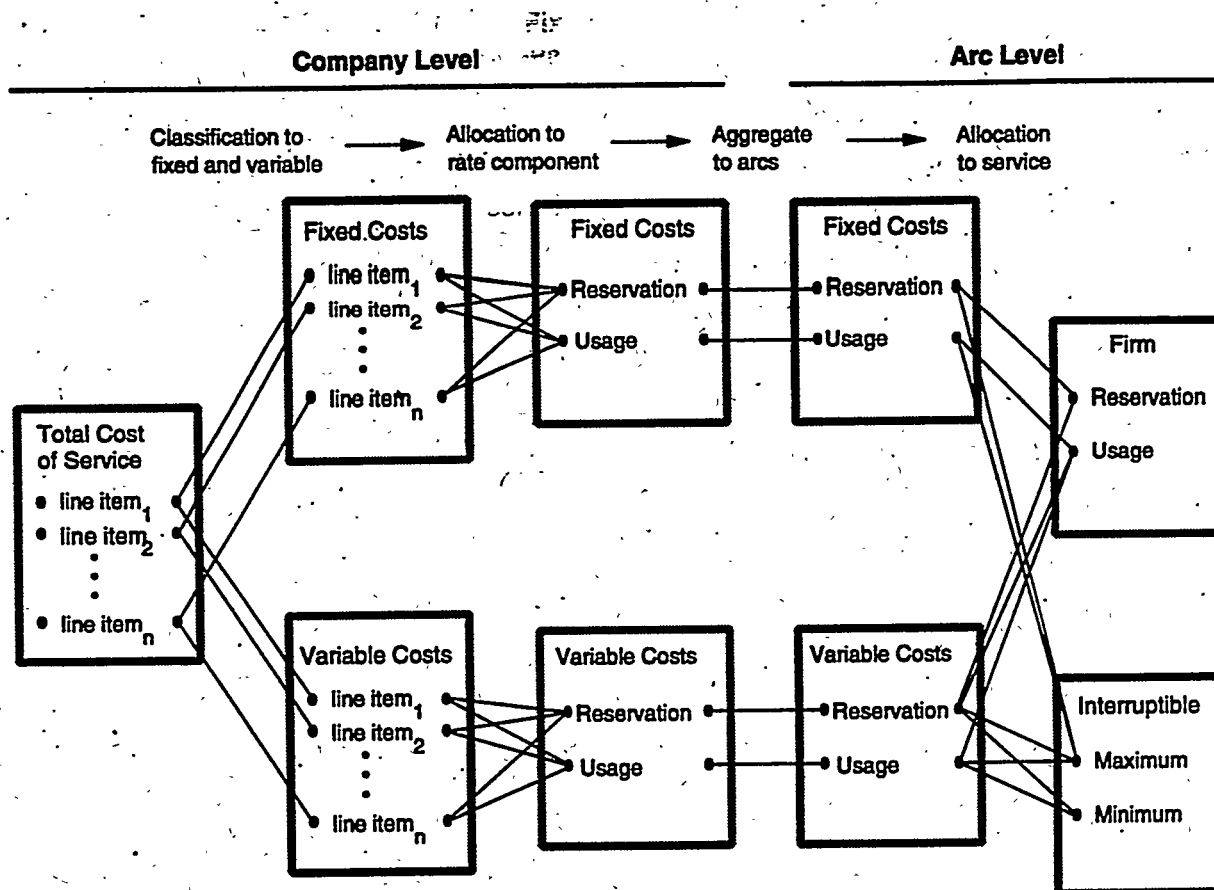 Company Level
Arc Level
Classification to
fixed and variable
Allocation to
rate component
Aggregate
to arcs
Allocation
to service
Fixed Costs
line item1
line item2
line itemn
Fixed Costs
Reservation
Usage
Fixed Costs
Reservation
Usage
Firm
Reservation
Usage
Total Cost
of Service
line item1
line item2
line itemn
Variable Costs
line item1
line item2
line itemn
Variable Costs
Reservation
Usage
Variable Costs
Reservation
Usage
Interruptible
Maximum
Minimum